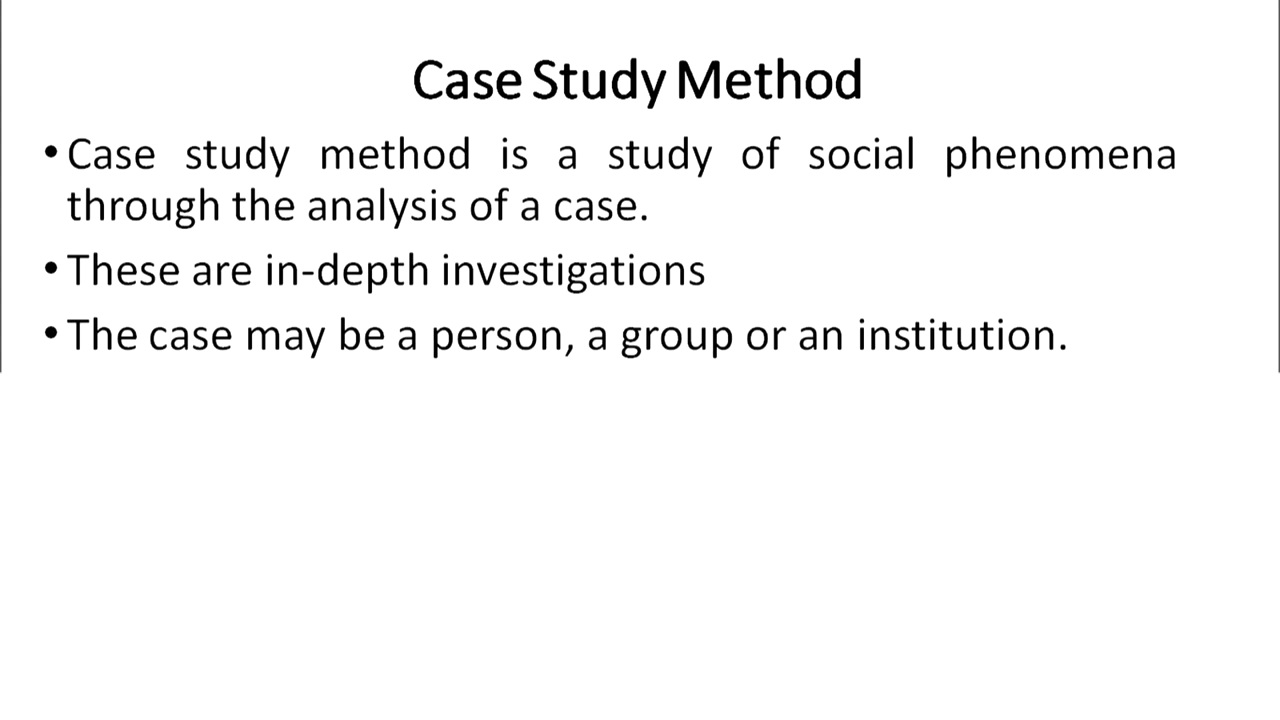 Case Study Method
• Case study method is a study of social phenomena
through the analysis of a case.
• These are in-depth investigations
• The case may be a person, a group or an institution.